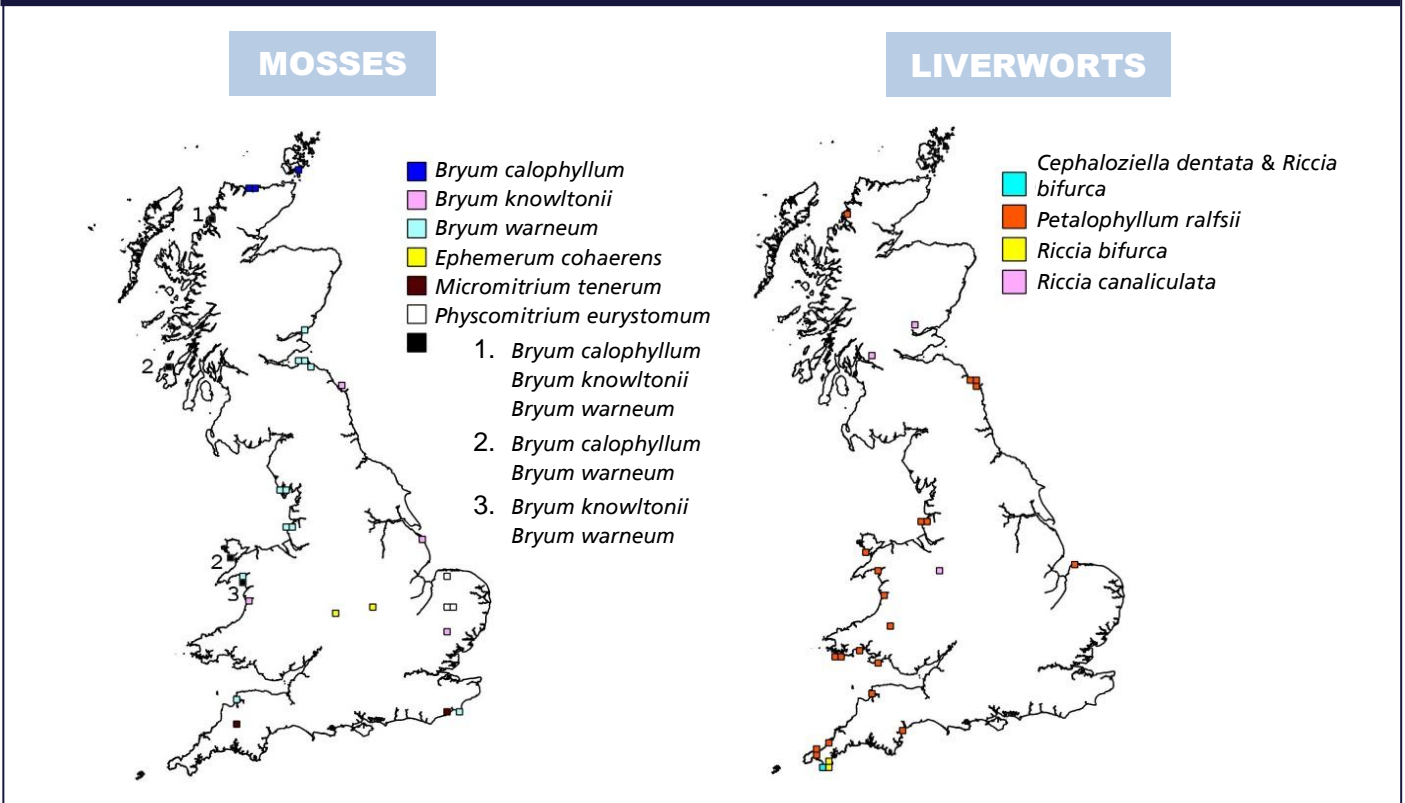 MOSSES
Bryum calophyllum
Bryum knowltonii
Bryum warneum
Ephemerum cohaerens
Micromitrium tenerum
Physcomitrium eurystomum
1. Bryum calophyllum
Bryum knowltonii
Bryum warneum
2. Bryum calophyllum
Bryum warneum
3. Bryum knowltonii
Bryum warneum
1
2
2
3
LIVERWORTS
Cephaloziella dentata & Riccia
bifurca
Petalophyllum ralfsii
Riccia bifurca
Riccia canaliculata